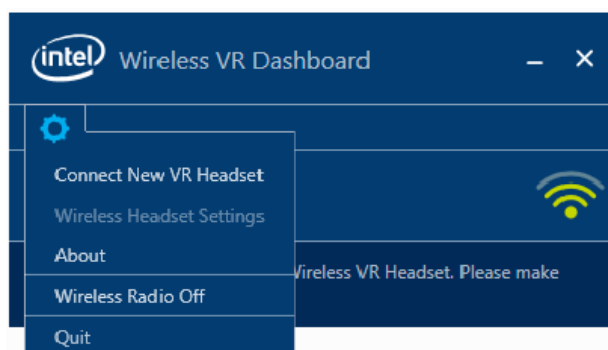 intel Wireless VR Dashboard
Connect New VR Headset
Wireless Headset Settings
About
Wireless VR Headset. Please make
Wireless Radio Off
Quit